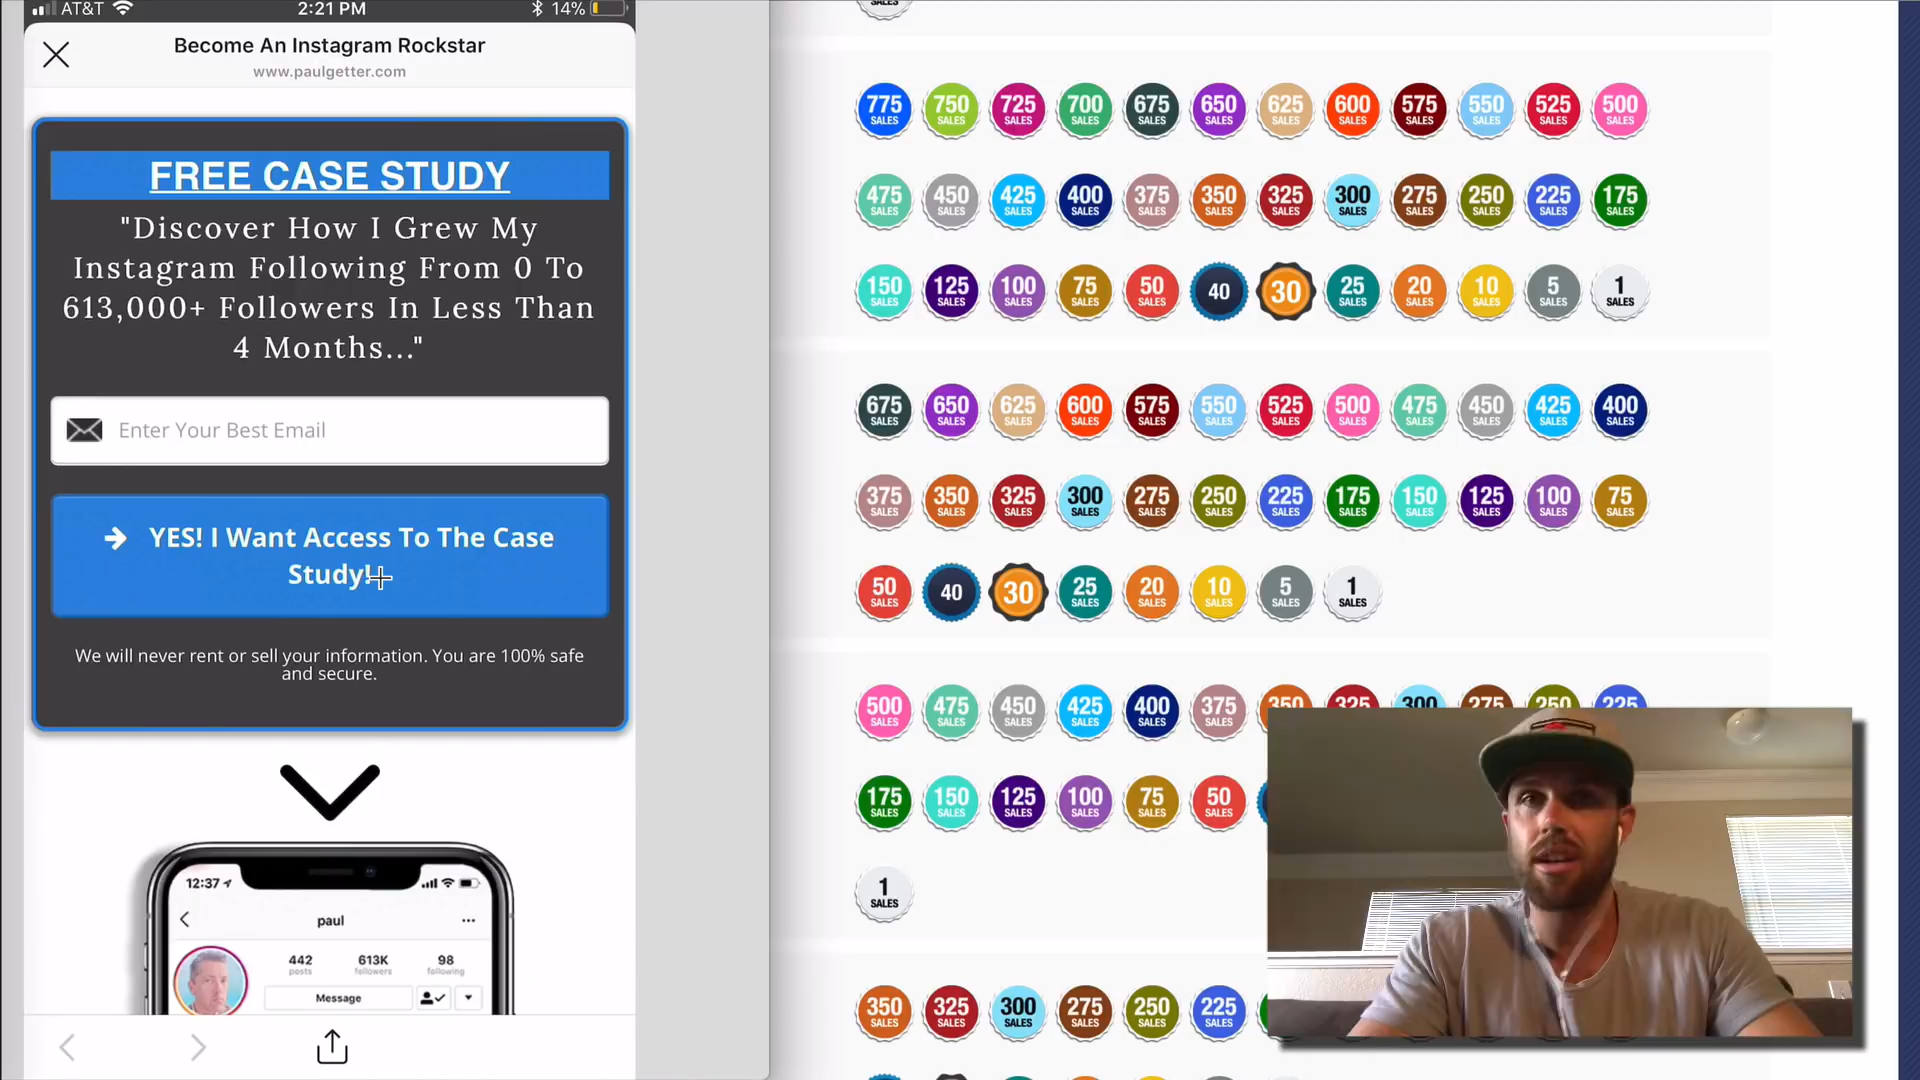 AT&T 2:21 PM 14%
Become An Instagram Rockstar
www.paulgetter.com
FREE CASE STUDY
"Discover How I Grew My
Instagram Following From 0 To
613,000+ Followers In Less Than
4 Months..."
Enter Your Best Email
YES! I Want Access To The Case
Study!
We will never rent or sell your information. You are 100% safe
and secure.
12:37
paul
442 613K 98
posts followers following
Message
775 SALES 750 SALES 725 SALES 700 SALES 675 SALES 650 SALES 625 SALES 600 SALES 575 SALES 550 SALES 525 SALES 500 SALES
475 SALES 450 SALES 425 SALES 400 SALES 375 SALES 350 SALES 325 SALES 300 SALES 275 SALES 250 SALES 225 SALES 175 SALES
150 SALES 125 SALES 100 SALES 75 SALES 50 SALES 40 30 25 SALES 20 SALES 10 SALES 5 SALES 1 SALES
675 SALES 650 SALES 625 SALES 600 SALES 575 SALES 550 SALES 525 SALES 500 SALES 475 SALES 450 SALES 425 SALES 400 SALES
375 SALES 350 SALES 325 SALES 300 SALES 275 SALES 250 SALES 225 SALES 175 SALES 150 SALES 125 SALES 100 SALES 75 SALES
50 SALES 40 30 25 SALES 20 SALES 10 SALES 5 SALES 1 SALES
500 SALES 475 SALES 450 SALES 425 SALES 400 SALES 375 SALES 350 325 300 275 250 225
175 SALES 150 SALES 125 SALES 100 SALES 75 SALES 50 SALES
1 SALES
350 SALES 325 SALES 300 SALES 275 SALES 250 SALES 225 SALES